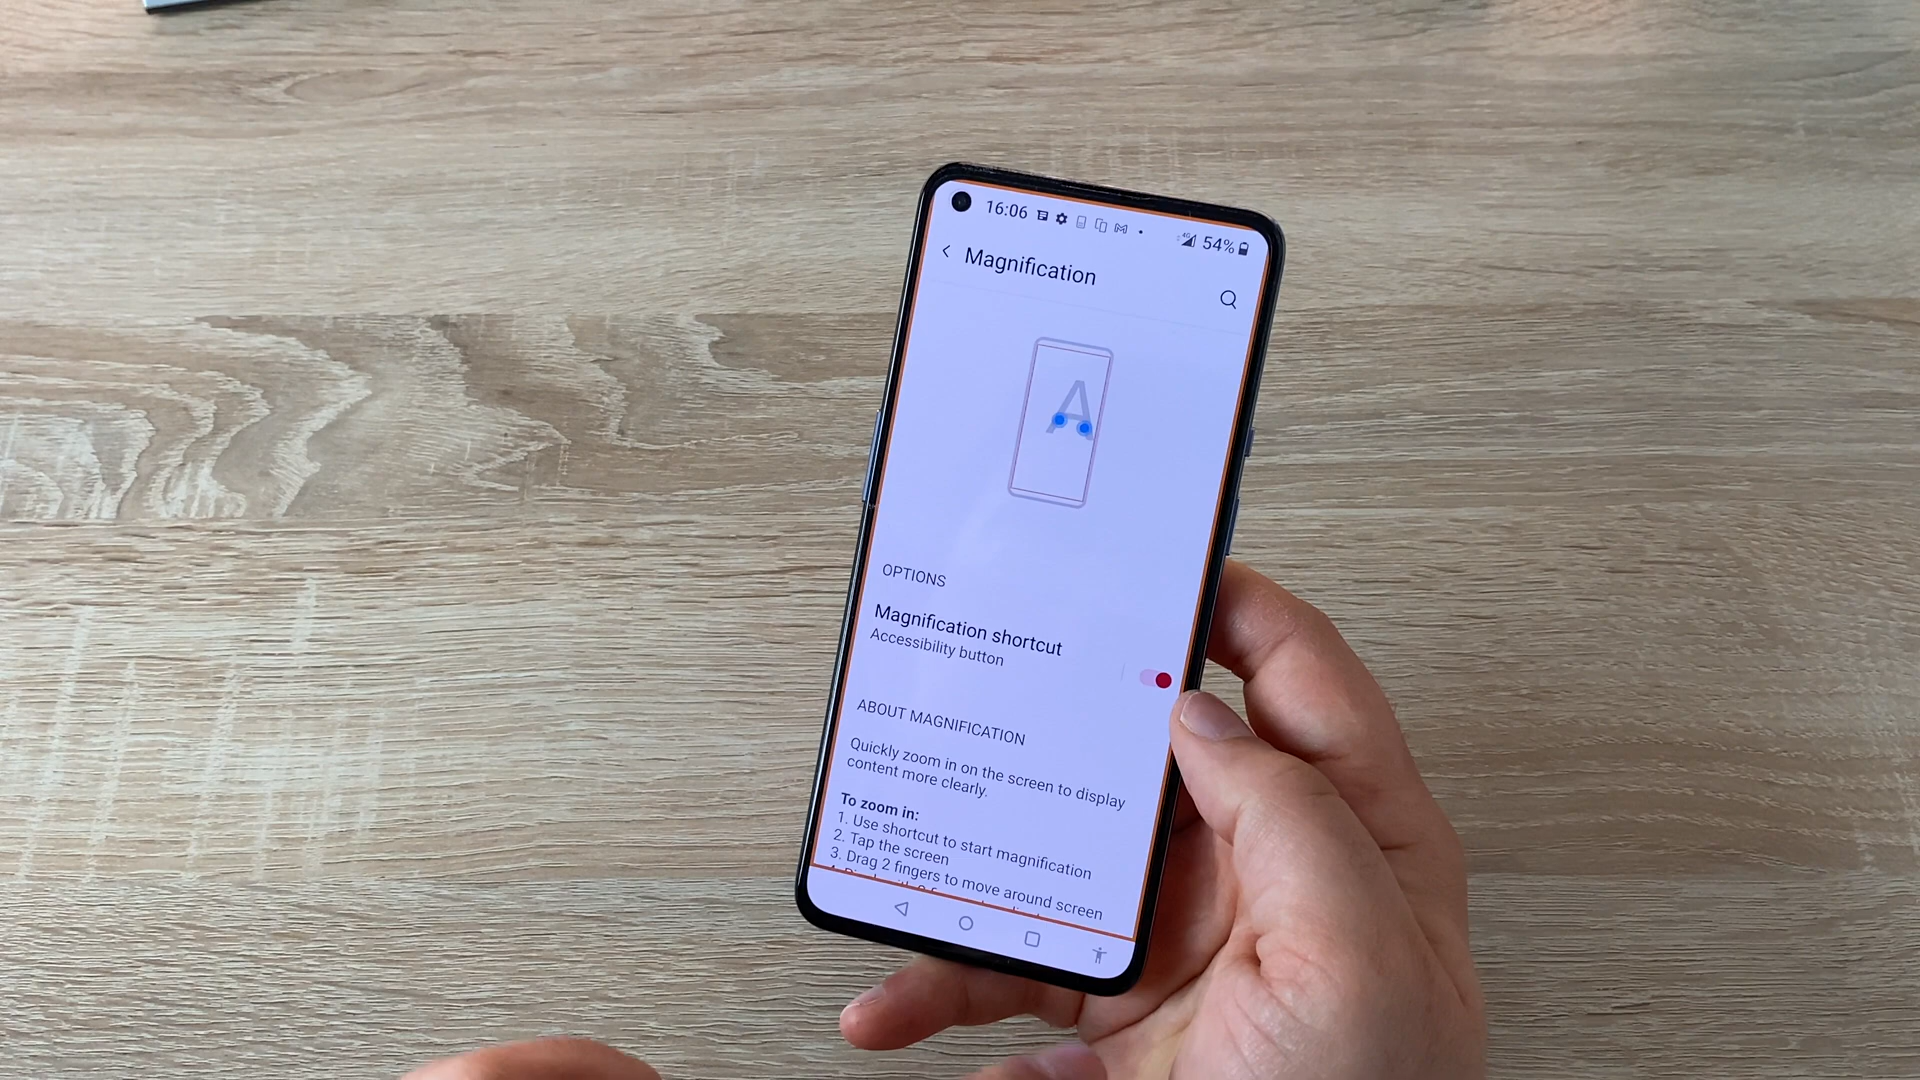 16:06
4G
54%
Magnification
A
OPTIONS
Magnification shortcut
Accessibility button
ABOUT MAGNIFICATION
Quickly zoom in on the screen to display
content more clearly.
To zoom in:
1. Use shortcut to start magnification
2. Tap the screen
3. Drag 2 fingers to move around screen